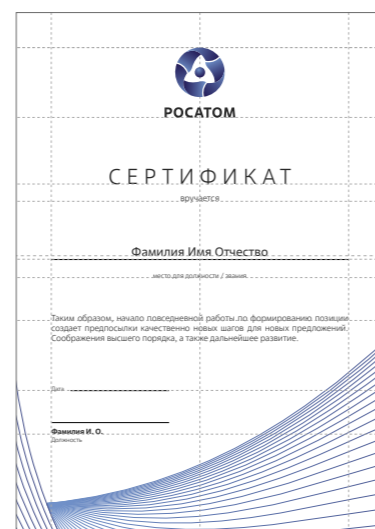 РОСАТОМ
СЕРТИФИКАТ
вручается
Фамилия Имя Отчество
место для должности / звания
Таким образом, начало повседневной работы по формированию позиции
создает предпосылки качественно новых шагов для новых предложений.
Соображения высшего порядка, а также дальнейшее развитие.
Дата
Фамилия И. О.
Должность